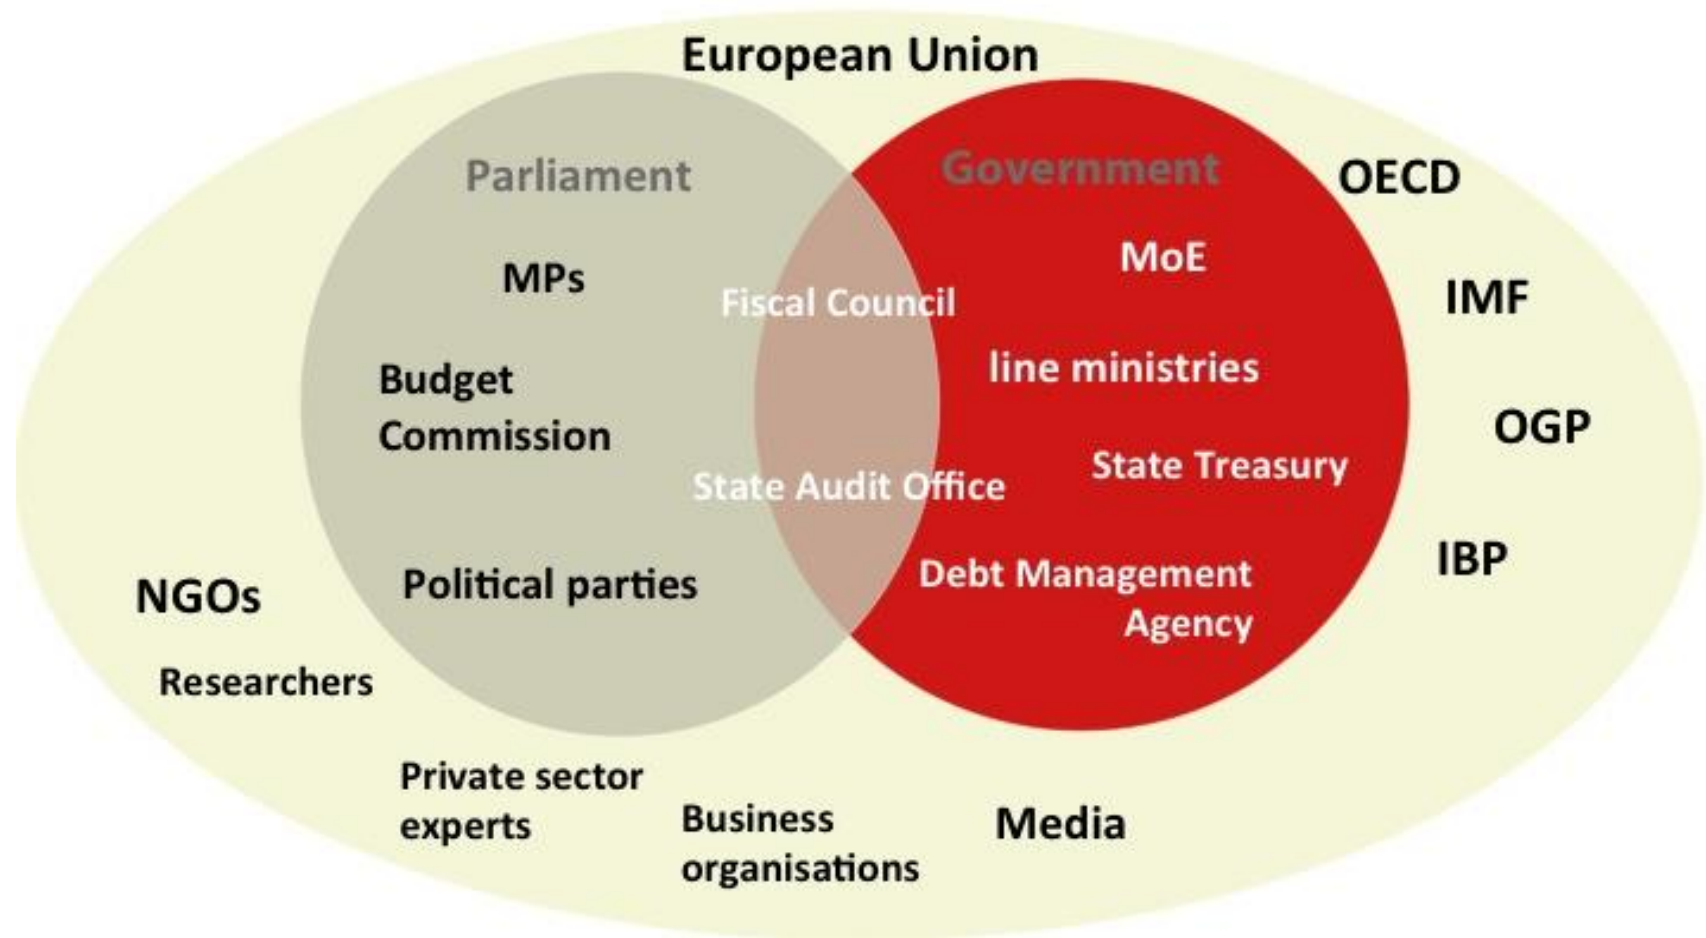 European Union
Parliament
Government
OECD
MoE
MPs
IMF
Fiscal Council
line ministries
Budget
Commission
OGP
State Treasury
State Audit Office
IBP
Debt Management
Agency
Political parties
NGOs
Researchers
Private sector
experts
Business
organisations
Media